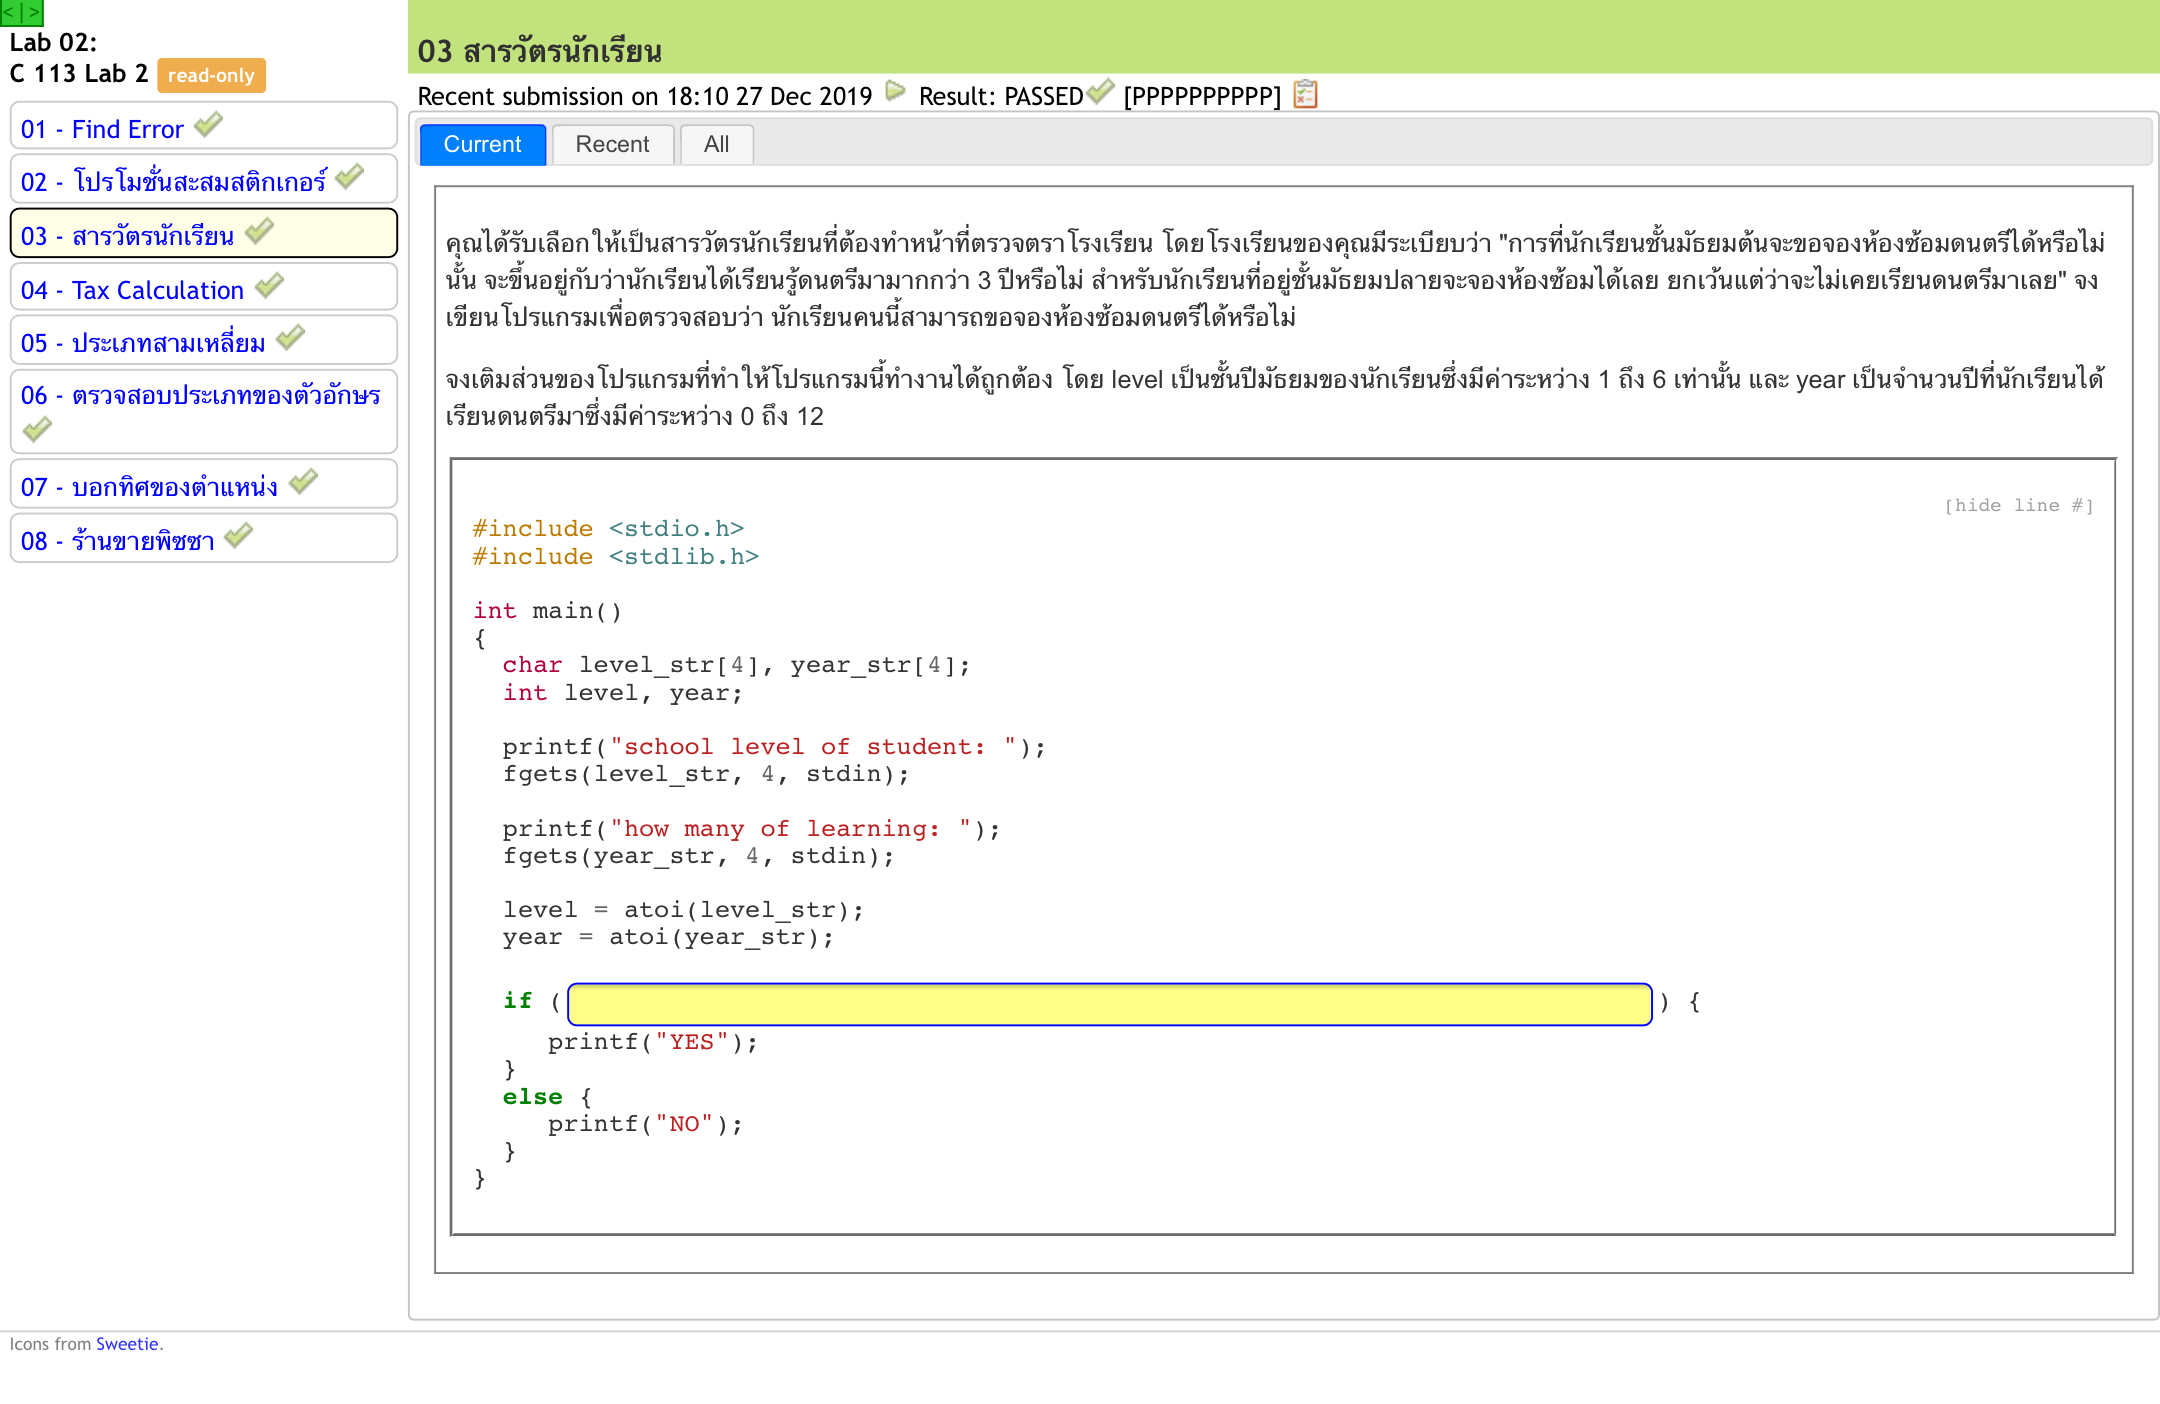 <|>
Lab 02:
C 113 Lab 2 read-only
01 - Find Error
02 - โปรโมชั่นสะสมสติกเกอร์
03 - สารวัตรนักเรียน
04 - Tax Calculation
05 - ประเภทสามเหลี่ยม
06 - ตรวจสอบประเภทของตัวอักษร
07 - บอกทิศของตำแหน่ง
08 - ร้านขายพิซซา
03 สารวัตรนักเรียน
Recent submission on 18:10 27 Dec 2019 Result: PASSED [PPPPPPPPPP]
Current Recent All
คุณได้รับเลือกให้เป็นสารวัตรนักเรียนที่ต้องทำหน้าที่ตรวจตราโรงเรียน โดยโรงเรียนของคุณมีระเบียบว่า "การที่นักเรียนชั้นมัธยมต้นจะขอจองห้องซ้อมดนตรีได้หรือไม่
นั้น จะขึ้นอยู่กับว่านักเรียนได้เรียนรู้ดนตรีมามากกว่า 3 ปีหรือไม่ สำหรับนักเรียนที่อยู่ชั้นมัธยมปลายจะจองห้องซ้อมได้เลย ยกเว้นแต่ว่าจะไม่เคยเรียนดนตรีมาเลย" จง
เขียนโปรแกรมเพื่อตรวจสอบว่า นักเรียนคนนี้สามารถขอจองห้องซ้อมดนตรีได้หรือไม่
จงเติมส่วนของโปรแกรมที่ทำให้โปรแกรมนี้ทำงานได้ถูกต้อง โดย level เป็นชั้นปีมัธยมของนักเรียนซึ่งมีค่าระหว่าง 1 ถึง 6 เท่านั้น และ year เป็นจำนวนปีที่นักเรียนได้
เรียนดนตรีมาซึ่งมีค่าระหว่าง 0 ถึง 12
[hide line #]
#include <stdio.h>
#include <stdlib.h>
int main()
{
char level_str[4], year_str[4];
int level, year;
printf("school level of student: ");
fgets(level_str, 4, stdin);
printf("how many of learning: ");
fgets(year_str, 4, stdin);
level = atoi(level_str);
year = atoi(year_str);
if ( ) {
printf("YES");
}
else {
printf("NO");
}
}
Icons from Sweetie.